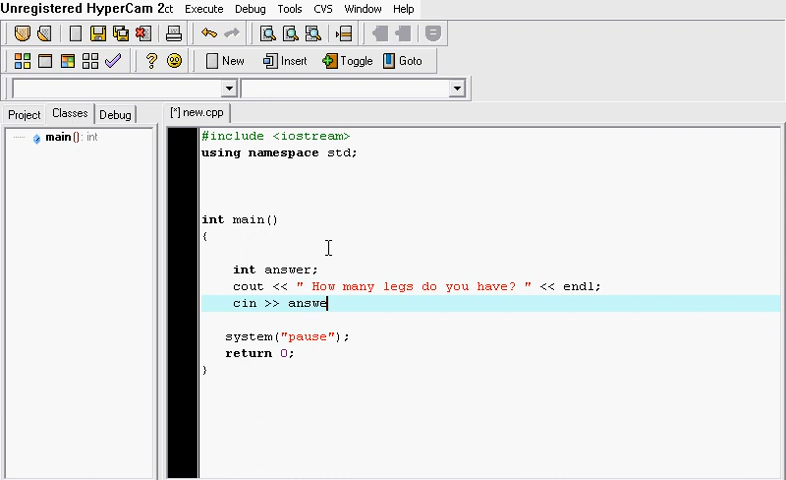 Unregistered HyperCam 2ct Execute Debug Tools CVS Window Help
New Insert Toggle Goto
Project Classes Debug [*] new.cpp
main(): int
#include <iostream>
using namespace std;
int main()
{
int answer;
cout << " How many legs do you have? " << endl;
cin >> answe
system("pause");
return 0;
}